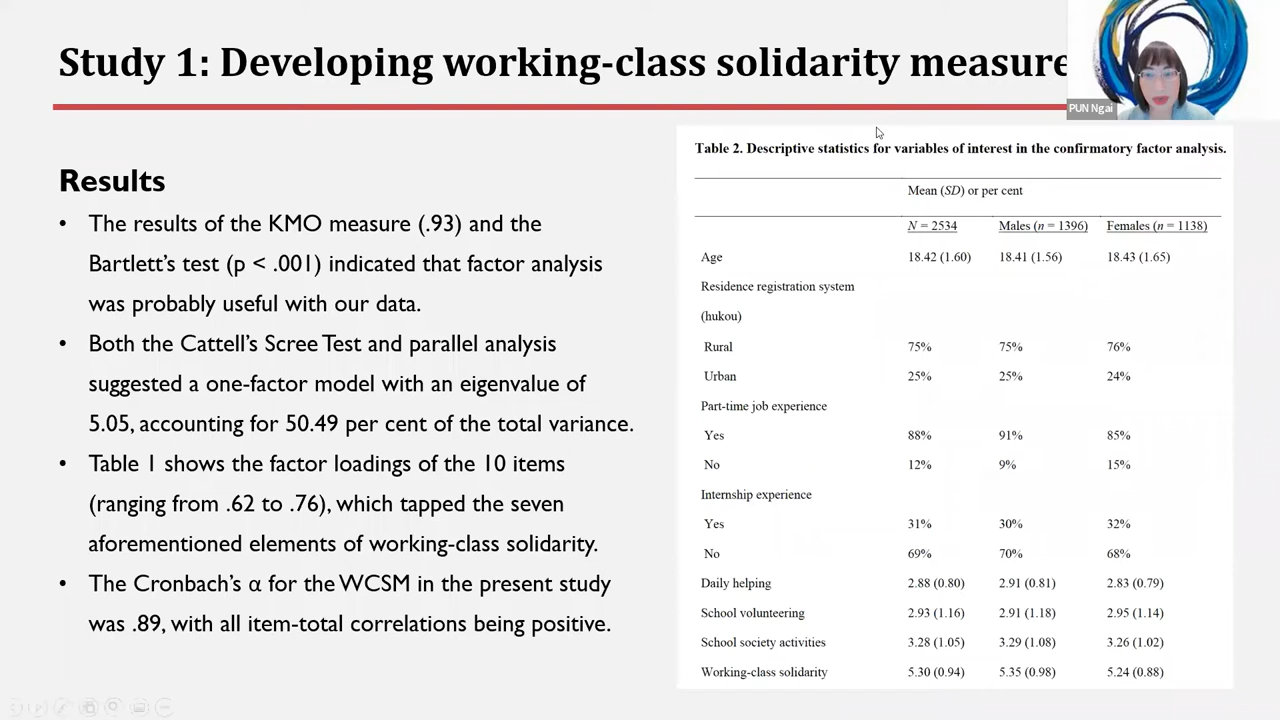 Study 1: Developing working-class solidarity measure
PUN Ngai
Results
• The results of the KMO measure (.93) and the
Bartlett's test (p < .001) indicated that factor analysis
was probably useful with our data.
• Both the Cattell's Scree Test and parallel analysis
suggested a one-factor model with an eigenvalue of
5.05, accounting for 50.49 per cent of the total variance.
• Table 1 shows the factor loadings of the 10 items
(ranging from .62 to .76), which tapped the seven
aforementioned elements of working-class solidarity.
• The Cronbach's α for the WCSM in the present study
was .89, with all item-total correlations being positive.
Table 2. Descriptive statistics for variables of interest in the confirmatory factor analysis.
Mean (SD) or per cent
N = 2534 Males (n = 1396) Females (n = 1138)
Age 18.42 (1.60) 18.41 (1.56) 18.43 (1.65)
Residence registration system
(hukou)
Rural 75% 75% 76%
Urban 25% 25% 24%
Part-time job experience
Yes 88% 91% 85%
No 12% 9% 15%
Internship experience
Yes 31% 30% 32%
No 69% 70% 68%
Daily helping 2.88 (0.80) 2.91 (0.81) 2.83 (0.79)
School volunteering 2.93 (1.16) 2.91 (1.18) 2.95 (1.14)
School society activities 3.28 (1.05) 3.29 (1.08) 3.26 (1.02)
Working-class solidarity 5.30 (0.94) 5.35 (0.98) 5.24 (0.88)